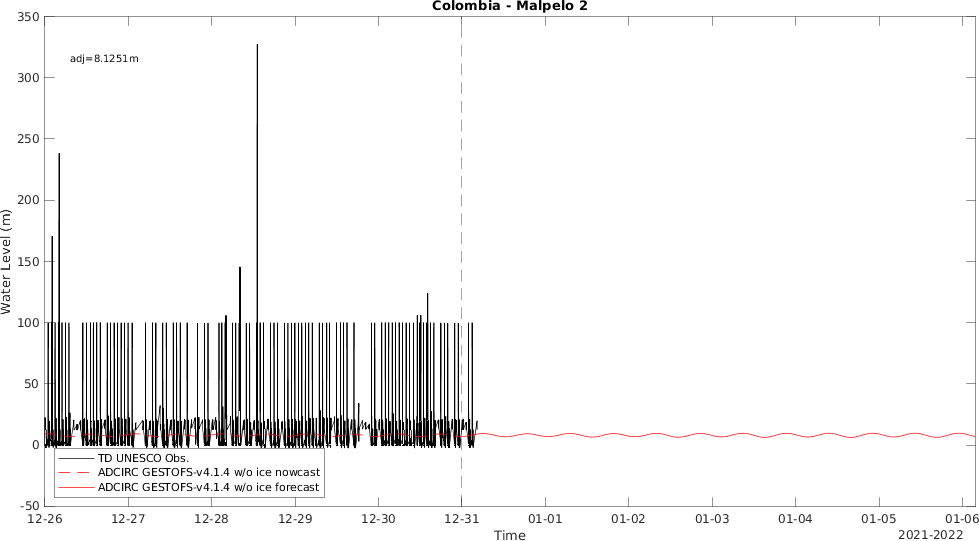 Colombia - Malpelo 2
350
adj=8.1251m
300
250
200
150
100
50
0
-50
Water Level (m)
TD UNESCO Obs.
ADCIRC GESTOFS-v4.1.4 w/o ice nowcast
ADCIRC GESTOFS-v4.1.4 w/o ice forecast
12-26 12-27 12-28 12-29 12-30 12-31 01-01 01-02 01-03 01-04 01-05 01-06
Time
2021-2022